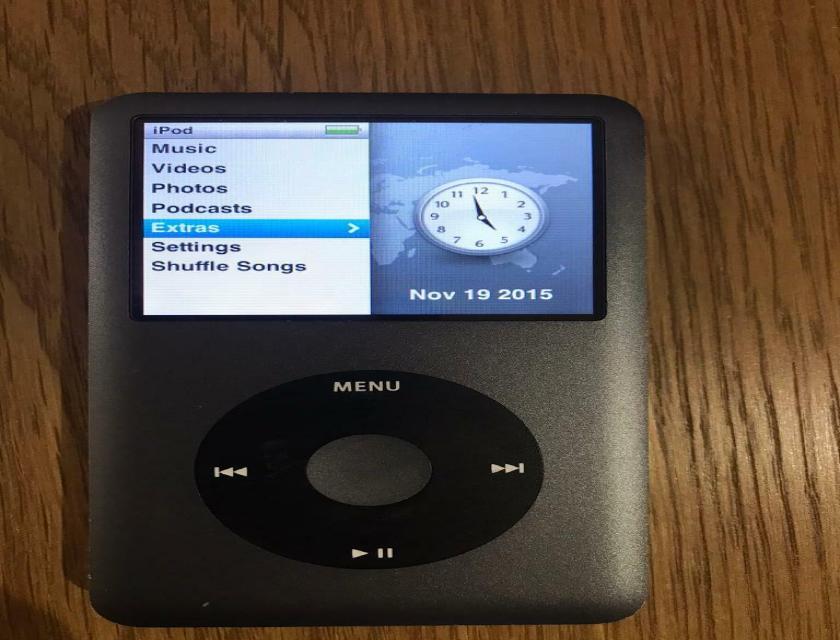 iPod
Music
Videos
Photos
Podcasts
Extras
Settings
Shuffle Songs
12
11 1
10 2
9 3
8 4
7 5
6
Nov 19 2015
MENU